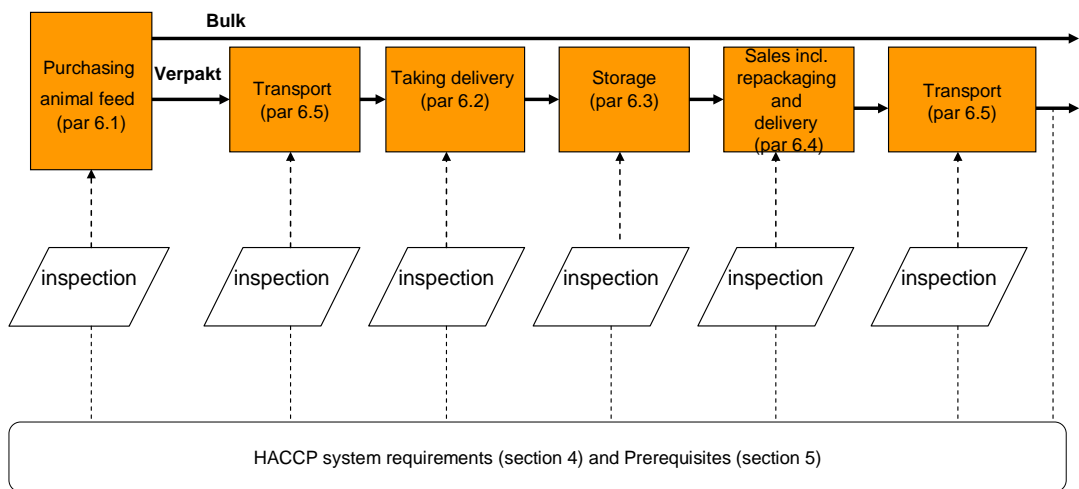 Bulk
Purchasing
animal feed
(par 6.1)
Verpakt
Transport
(par 6.5)
Taking delivery
(par 6.2)
Storage
(par 6.3)
Sales incl.
repackaging
and
delivery
(par 6.4)
Transport
(par 6.5)
inspection
inspection
inspection
inspection
inspection
inspection
HACCP system requirements (section 4) and Prerequisites (section 5)